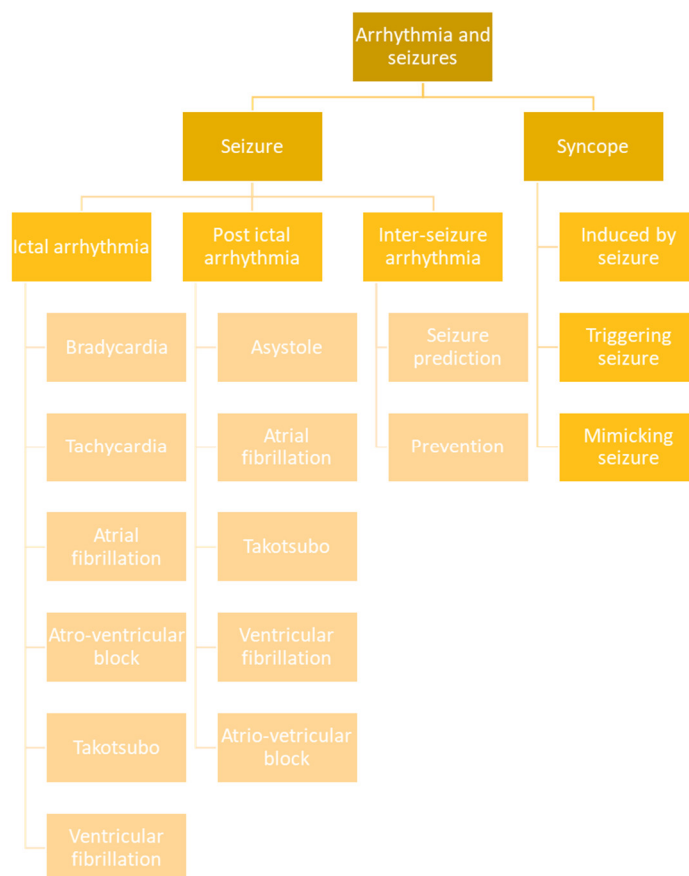 Arrhythmia and
seizures
Seizure
Syncope
Ictal arrhythmia
Post ictal
arrhythmia
Inter-seizure
arrhythmia
Induced by
seizure
Bradycardia
Asystole
Seizure
prediction
Triggering
seizure
Tachycardia
Atrial
fibrillation
Prevention
Mimicking
seizure
Atrial
fibrillation
Takotsubo
Atro-ventricular
block
Ventricular
fibrillation
Takotsubo
Atrio-vetricular
block
Ventricular
fibrillation